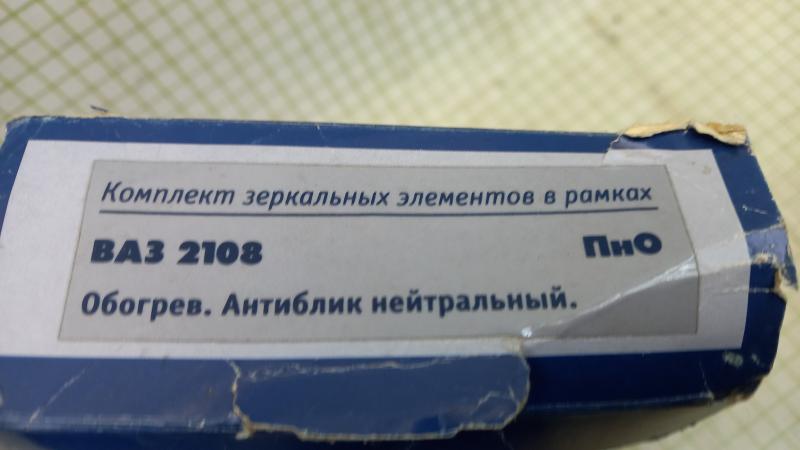 Комплект зеркальных элементов в рамках
ВАЗ 2108 ПнО
Обогрев. Антиблик нейтральный.